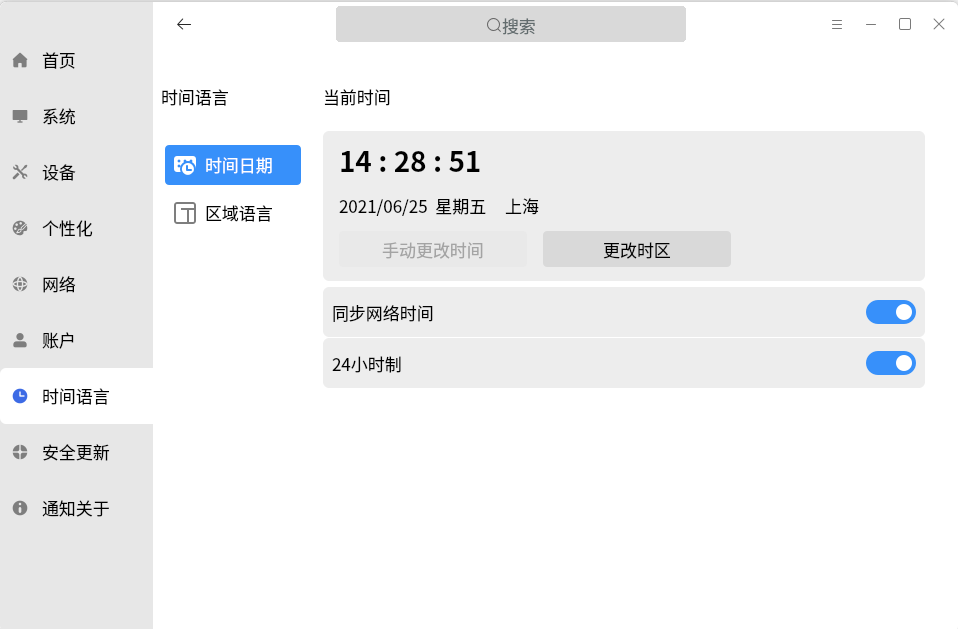 搜索
首页
系统
设备
个性化
网络
账户
时间语言
安全更新
通知关于
时间语言
时间日期
区域语言
当前时间
14 : 28 : 51
2021/06/25 星期五 上海
手动更改时间 更改时区
同步网络时间
24小时制